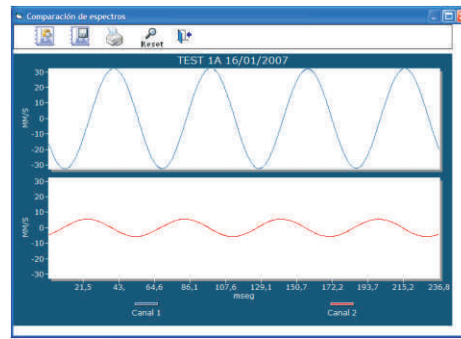 Comparación de espectros
Reset
TEST 1A 16/01/2007
30
20
10
0
-10
-20
-30
MM/S
30
20
10
0
-10
-20
-30
MM/S
21,5 43, 64,6 86,1 107,6 129,1 150,7 172,2 193,7 215,2 236,8
mseg
Canal 1 Canal 2